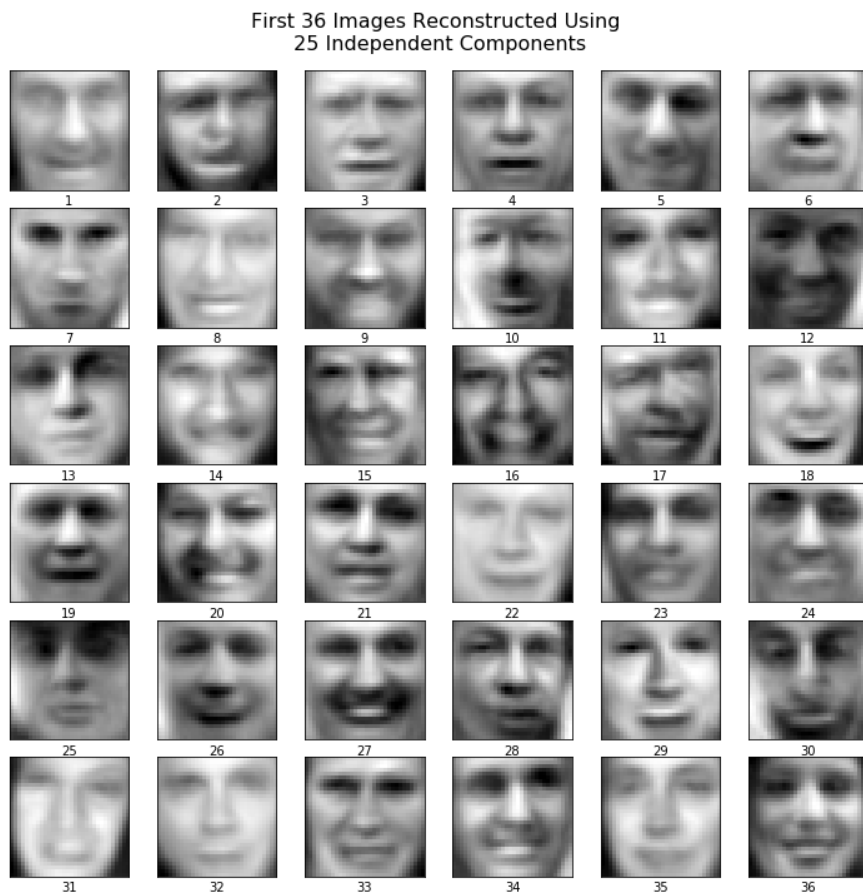 First 36 Images Reconstructed Using
25 Independent Components
1 2 3 4 5 6
7 8 9 10 11 12
13 14 15 16 17 18
19 20 21 22 23 24
25 26 27 28 29 30
31 32 33 34 35 36